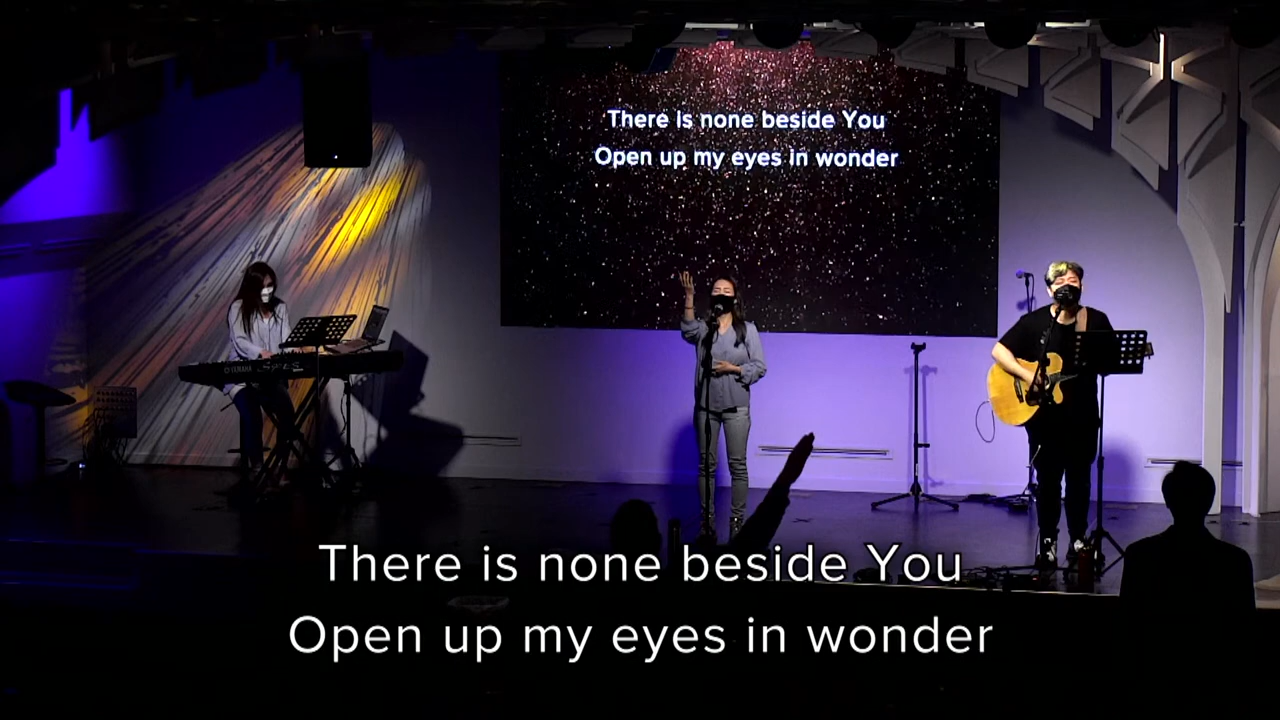 There is none beside You
Open up my eyes in wonder
YAMAHA
There is none beside You
Open up my eyes in wonder